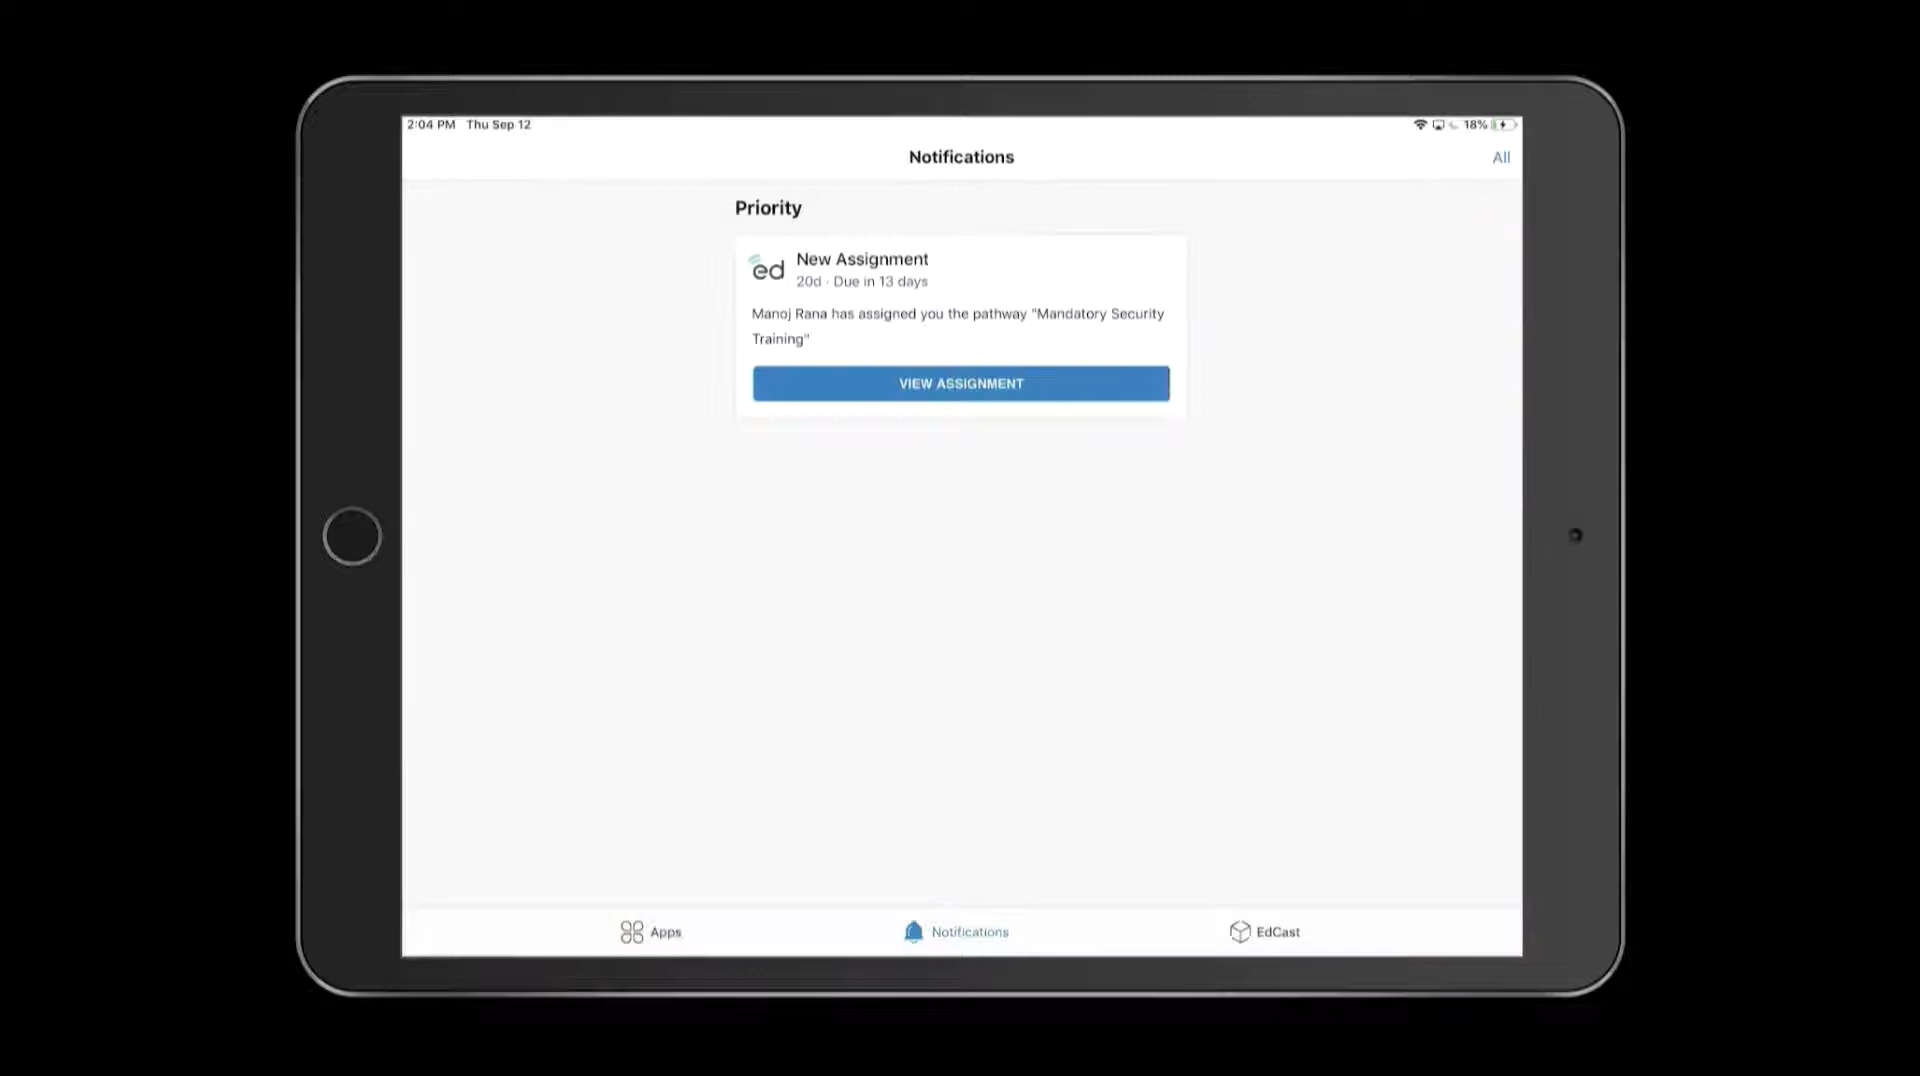 2:04 PM Thu Sep 12
18%
Notifications
All
Priority
ed
New Assignment
20d · Due in 13 days
Manoj Rana has assigned you the pathway "Mandatory Security
Training"
VIEW ASSIGNMENT
Apps
Notifications
EdCast